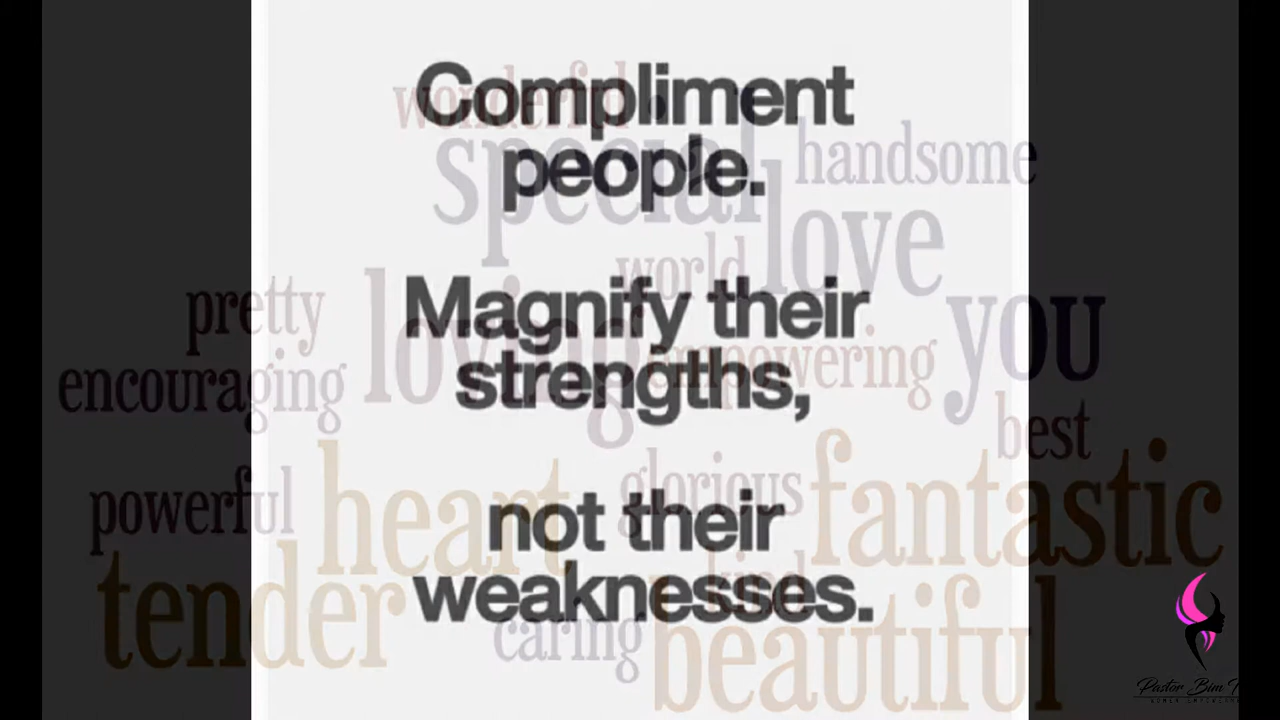 Compliment
people.
Magnify their
strengths,
not their
weaknesses.
wonderful
special
handsome
love
world
pretty
loving
you
empowering
encouraging
best
glorious
fantastic
powerful
heart
kind
tender
caring
beautiful
Pastor Bim